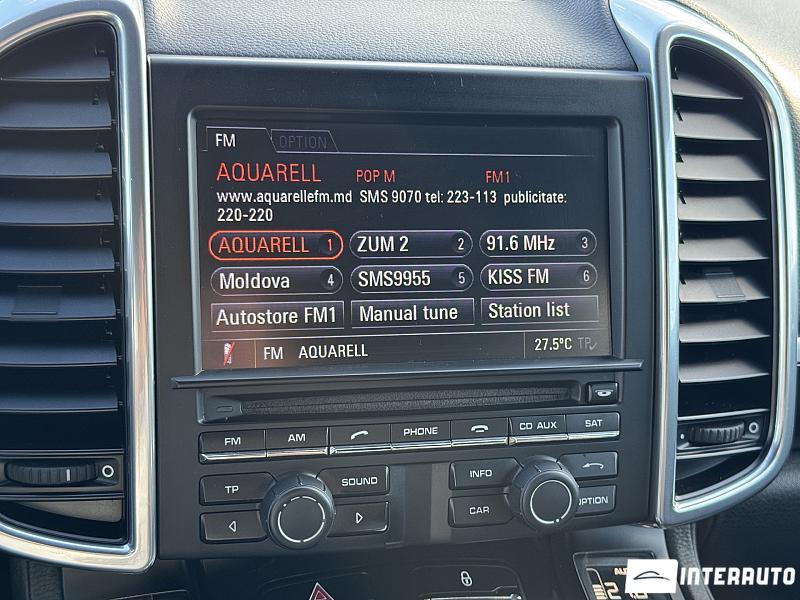 FM OPTION
AQUARELL POP M FM1
www.aquarellefm.md SMS 9070 tel: 223-113 publicitate:
220-220
AQUARELL 1 ZUM 2 2 91.6 MHz 3
Moldova 4 SMS9955 5 KISS FM 6
Autostore FM1 Manual tune Station list
FM AQUARELL 27.5°C TP
FM AM PHONE CD AUX SAT
TP SOUND INFO
CAR OPTION
INTERAUTO